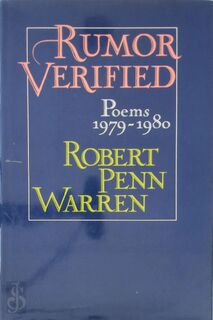 RUMOR
VERIFIED
Poems
1979-1980
ROBERT
PENN
WARREN